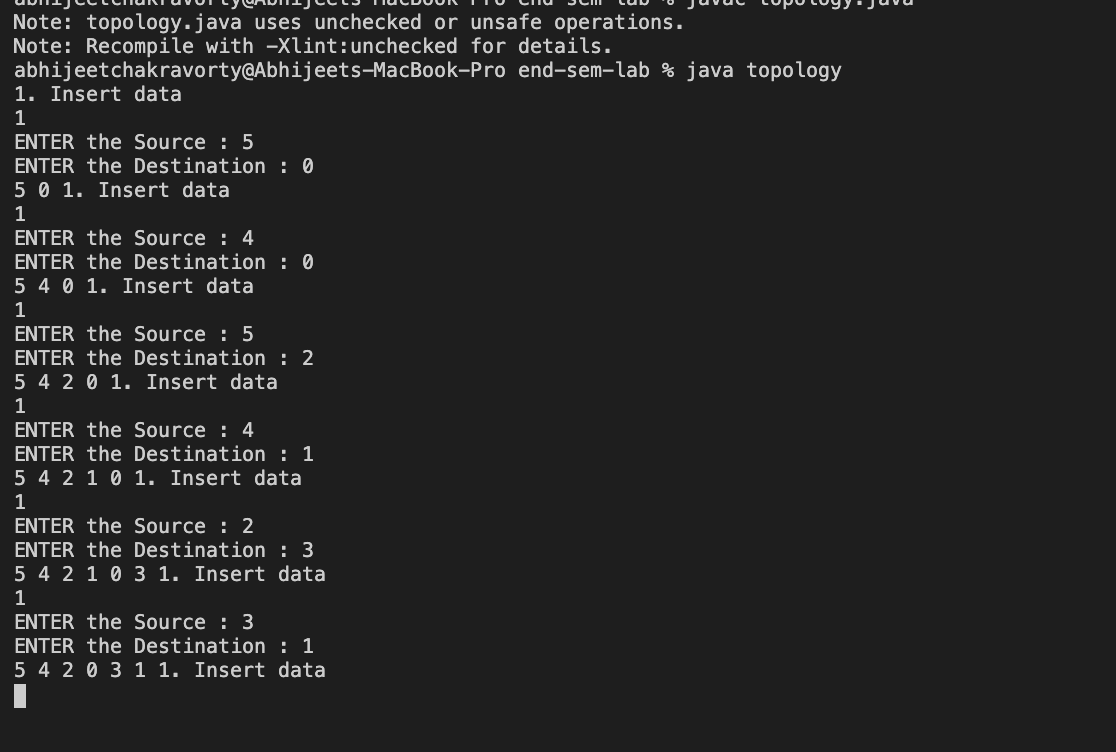 abhijeetchakravorty@Abhijeets-MacBook-Pro end-sem-lab % javac topology.java
Note: topology.java uses unchecked or unsafe operations.
Note: Recompile with -Xlint:unchecked for details.
abhijeetchakravorty@Abhijeets-MacBook-Pro end-sem-lab % java topology
1. Insert data
1
ENTER the Source : 5
ENTER the Destination : 0
5 0 1. Insert data
1
ENTER the Source : 4
ENTER the Destination : 0
5 4 0 1. Insert data
1
ENTER the Source : 5
ENTER the Destination : 2
5 4 2 0 1. Insert data
1
ENTER the Source : 4
ENTER the Destination : 1
5 4 2 1 0 1. Insert data
1
ENTER the Source : 2
ENTER the Destination : 3
5 4 2 1 0 3 1. Insert data
1
ENTER the Source : 3
ENTER the Destination : 1
5 4 2 0 3 1 1. Insert data